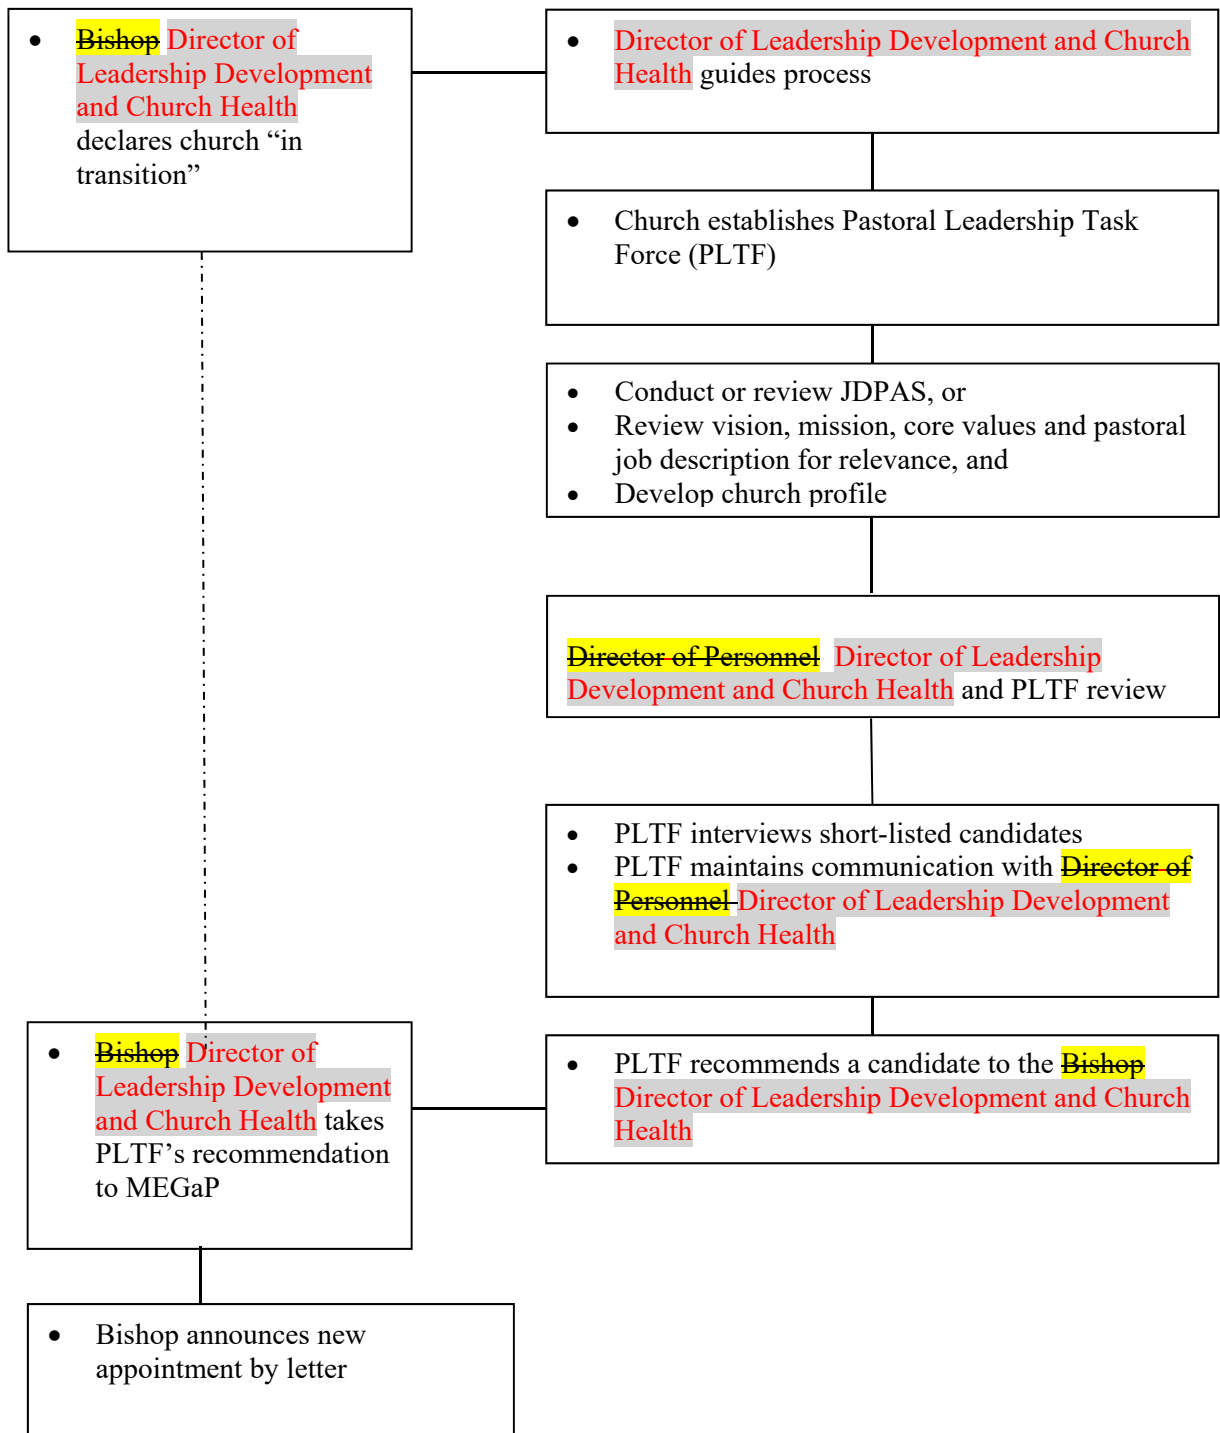 • Bishop Director of
Leadership Development
and Church Health
declares church “in
transition”
• Director of Leadership Development and Church
Health guides process
• Church establishes Pastoral Leadership Task
Force (PLTF)
• Conduct or review JDPAS, or
• Review vision, mission, core values and pastoral
job description for relevance, and
• Develop church profile
Director of Personnel Director of Leadership
Development and Church Health and PLTF review
• PLTF interviews short-listed candidates
• PLTF maintains communication with Director of
Personnel Director of Leadership Development
and Church Health
• PLTF recommends a candidate to the Bishop
Director of Leadership Development and Church
Health
• Bishop Director of
Leadership Development
and Church Health takes
PLTF’s recommendation
to MEGaP
• Bishop announces new
appointment by letter